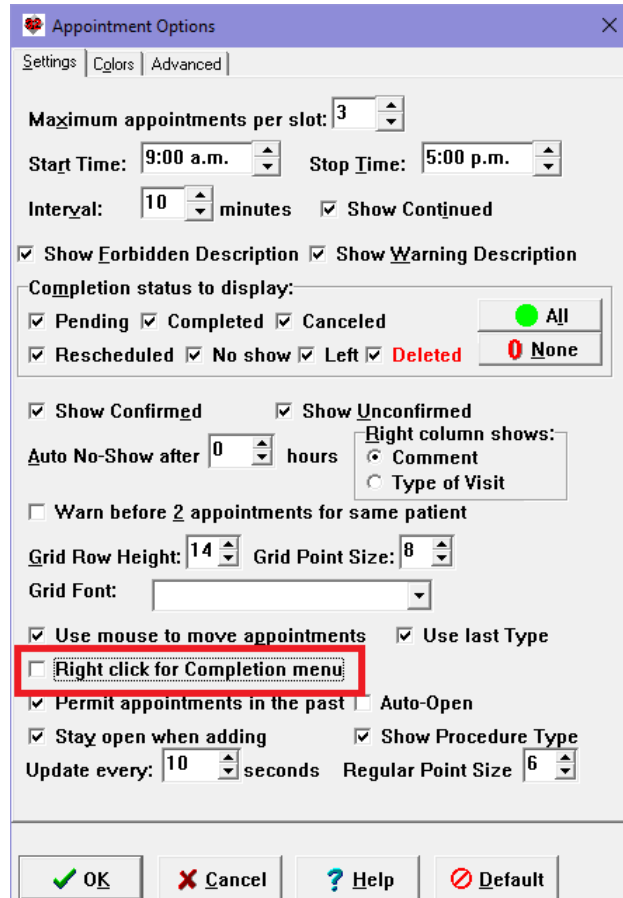 Appointment Options
Settings Colors Advanced
Maximum appointments per slot: 3
Start Time: 9:00 a.m. Stop Time: 5:00 p.m.
Interval: 10 minutes Show Continued
Show Forbidden Description Show Warning Description
Completion status to display:
Pending Completed Canceled All
Rescheduled No show Left Deleted 0 None
Show Confirmed Show Unconfirmed
Auto No-Show after 0 hours
Right column shows:
Comment
Type of Visit
Warn before 2 appointments for same patient
Grid Row Height: 14 Grid Point Size: 8
Grid Font:
Use mouse to move appointments Use last Type
Right click for Completion menu
Permit appointments in the past Auto-Open
Stay open when adding Show Procedure Type
Update every: 10 seconds Regular Point Size 6
OK Cancel ? Help Default